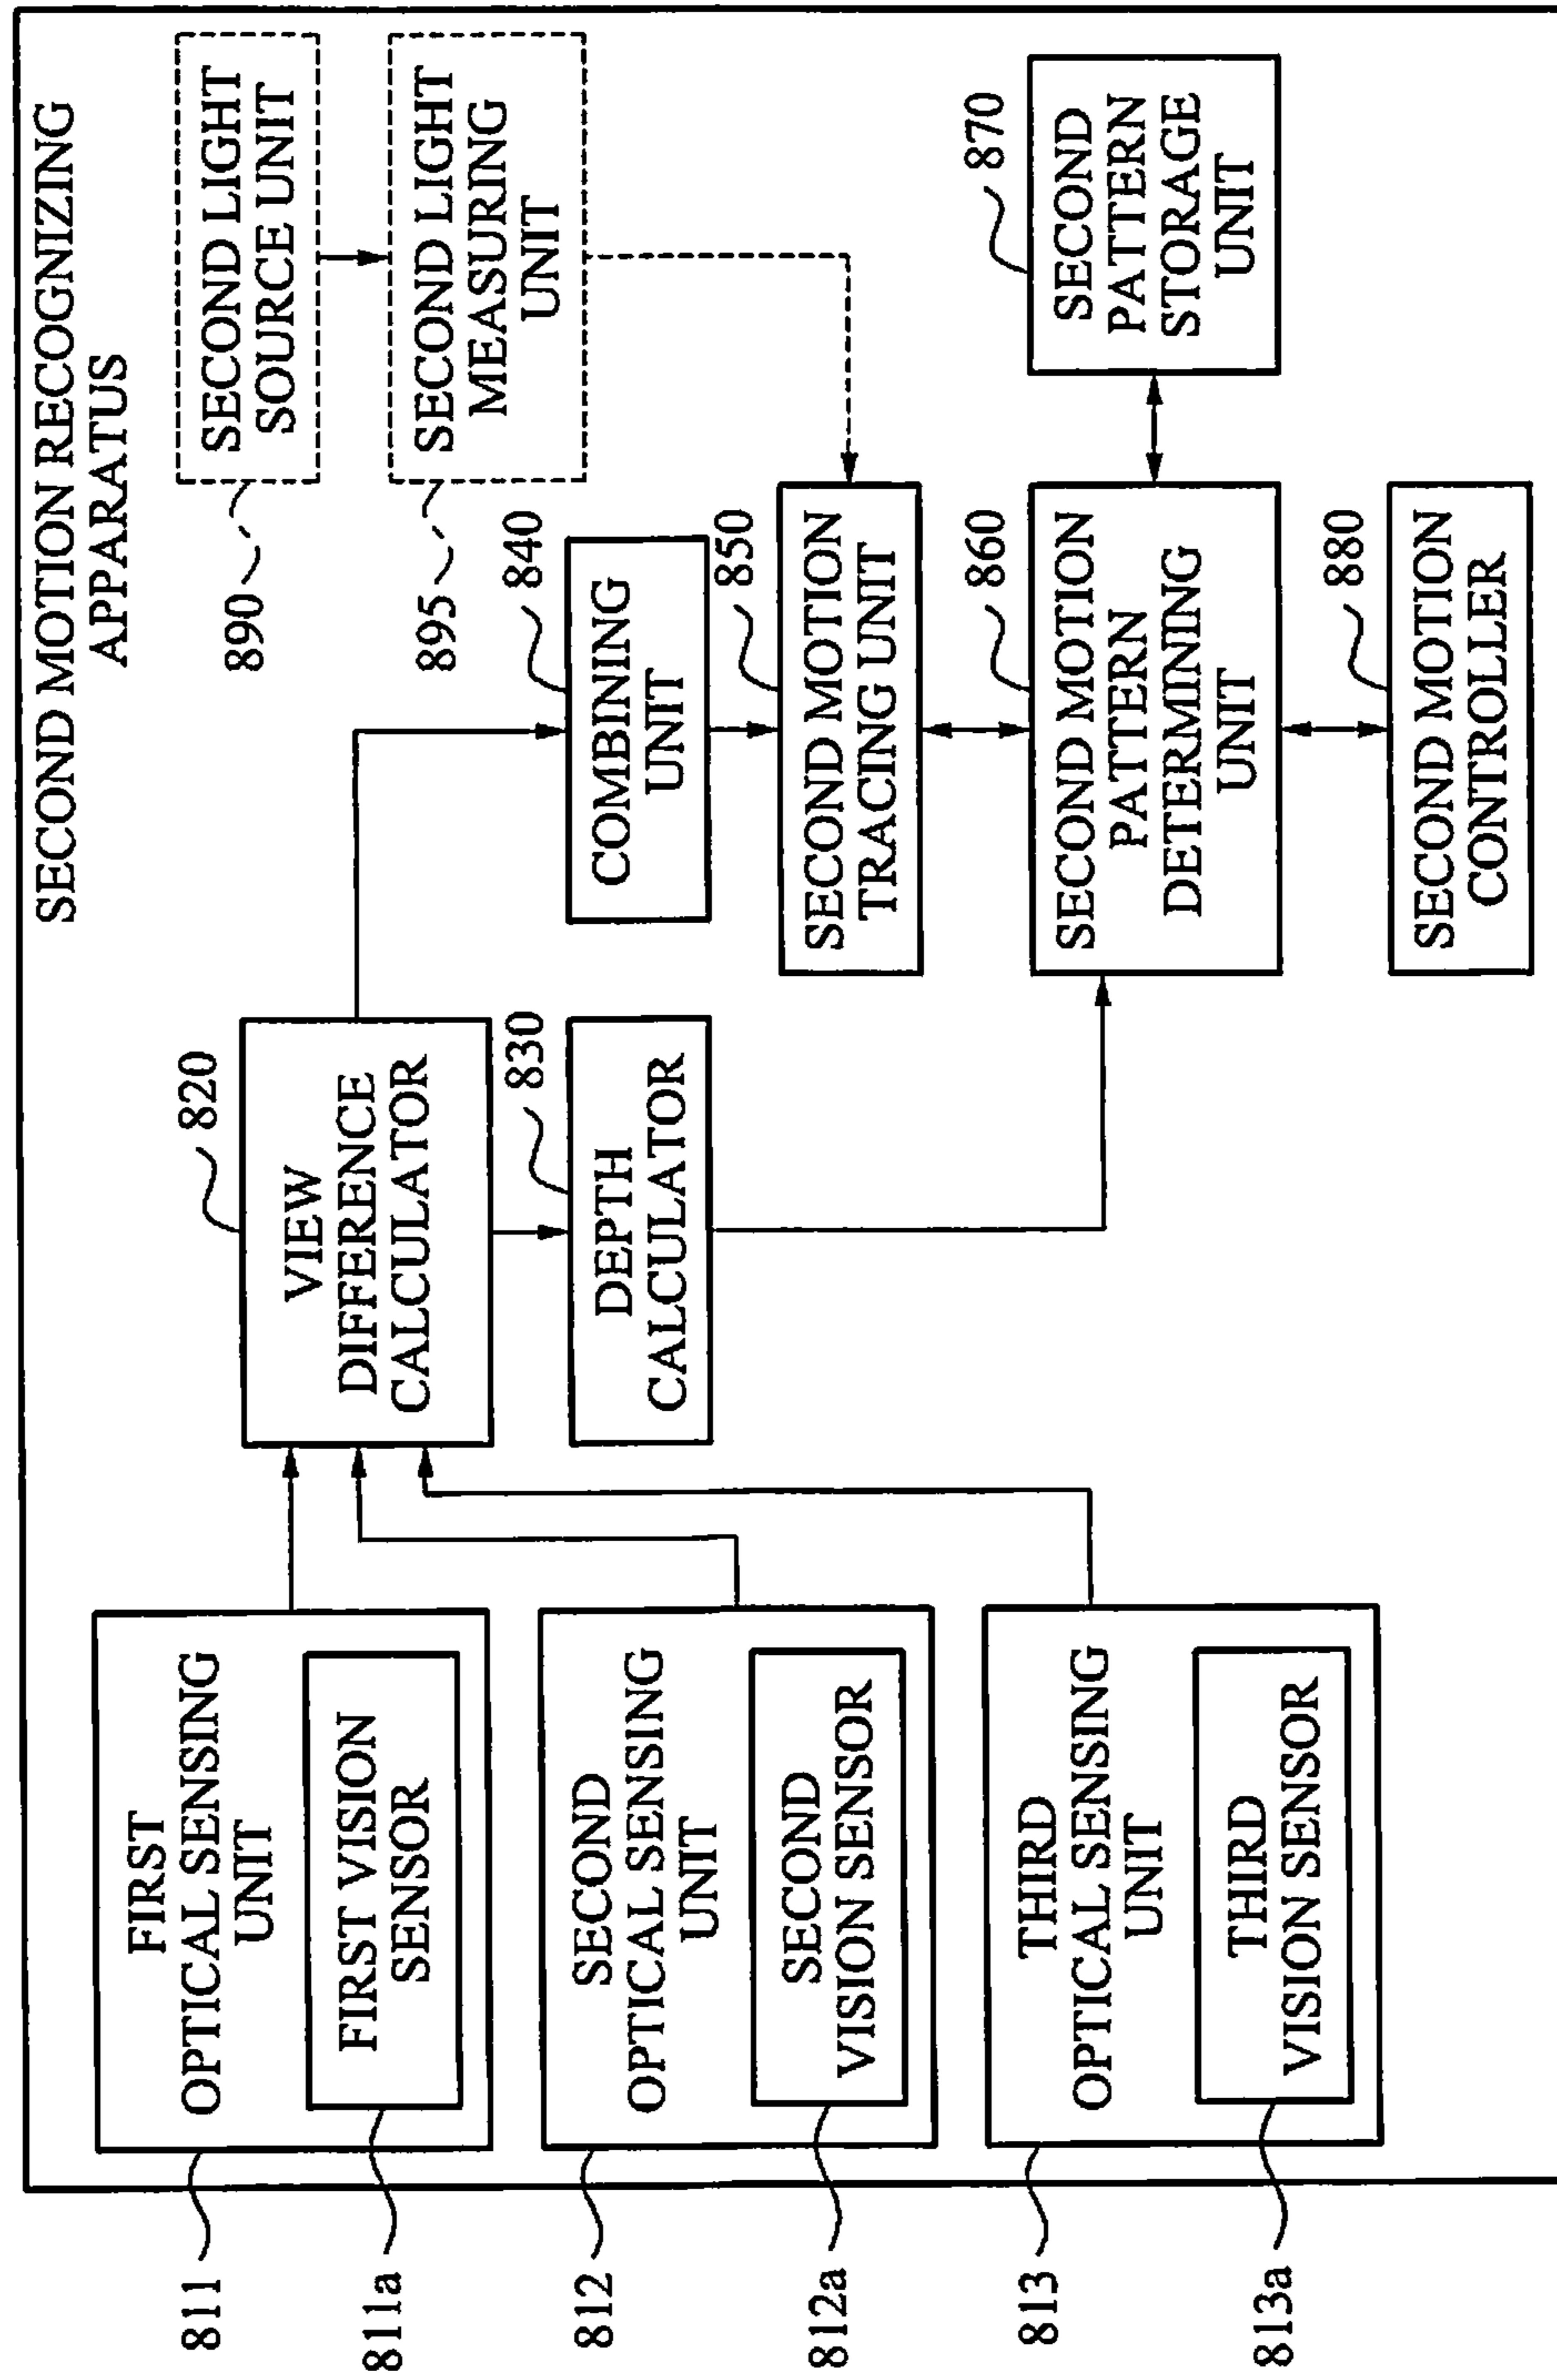 SECOND MOTION RECOGNIZING
APPARATUS
811
FIRST
OPTICAL SENSING
UNIT
811a
FIRST VISION
SENSOR
812
SECOND
OPTICAL SENSING
UNIT
812a
SECOND
VISION SENSOR
813
THIRD
OPTICAL SENSING
UNIT
813a
THIRD
VISION SENSOR
820
VIEW
DIFFERENCE
CALCULATOR
830
DEPTH
CALCULATOR
840
COMBINING
UNIT
850
SECOND MOTION
TRACING UNIT
860
SECOND MOTION
PATTERN
DETERMINING
UNIT
880
SECOND MOTION
CONTROLLER
890
SECOND LIGHT
SOURCE UNIT
895
SECOND LIGHT
MEASURING
UNIT
870
SECOND
PATTERN
STORAGE
UNIT